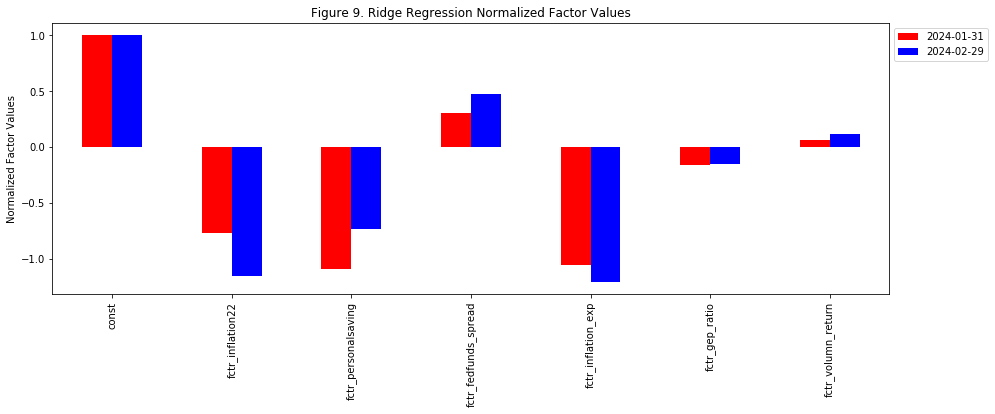 Figure 9. Ridge Regression Normalized Factor Values
2024-01-31
2024-02-29
Normalized Factor Values
1.0
0.5
0.0
−0.5
−1.0
const
fctr_inflation22
fctr_personalsaving
fctr_fedfunds_spread
fctr_inflation_exp
fctr_gep_ratio
fctr_volumn_return